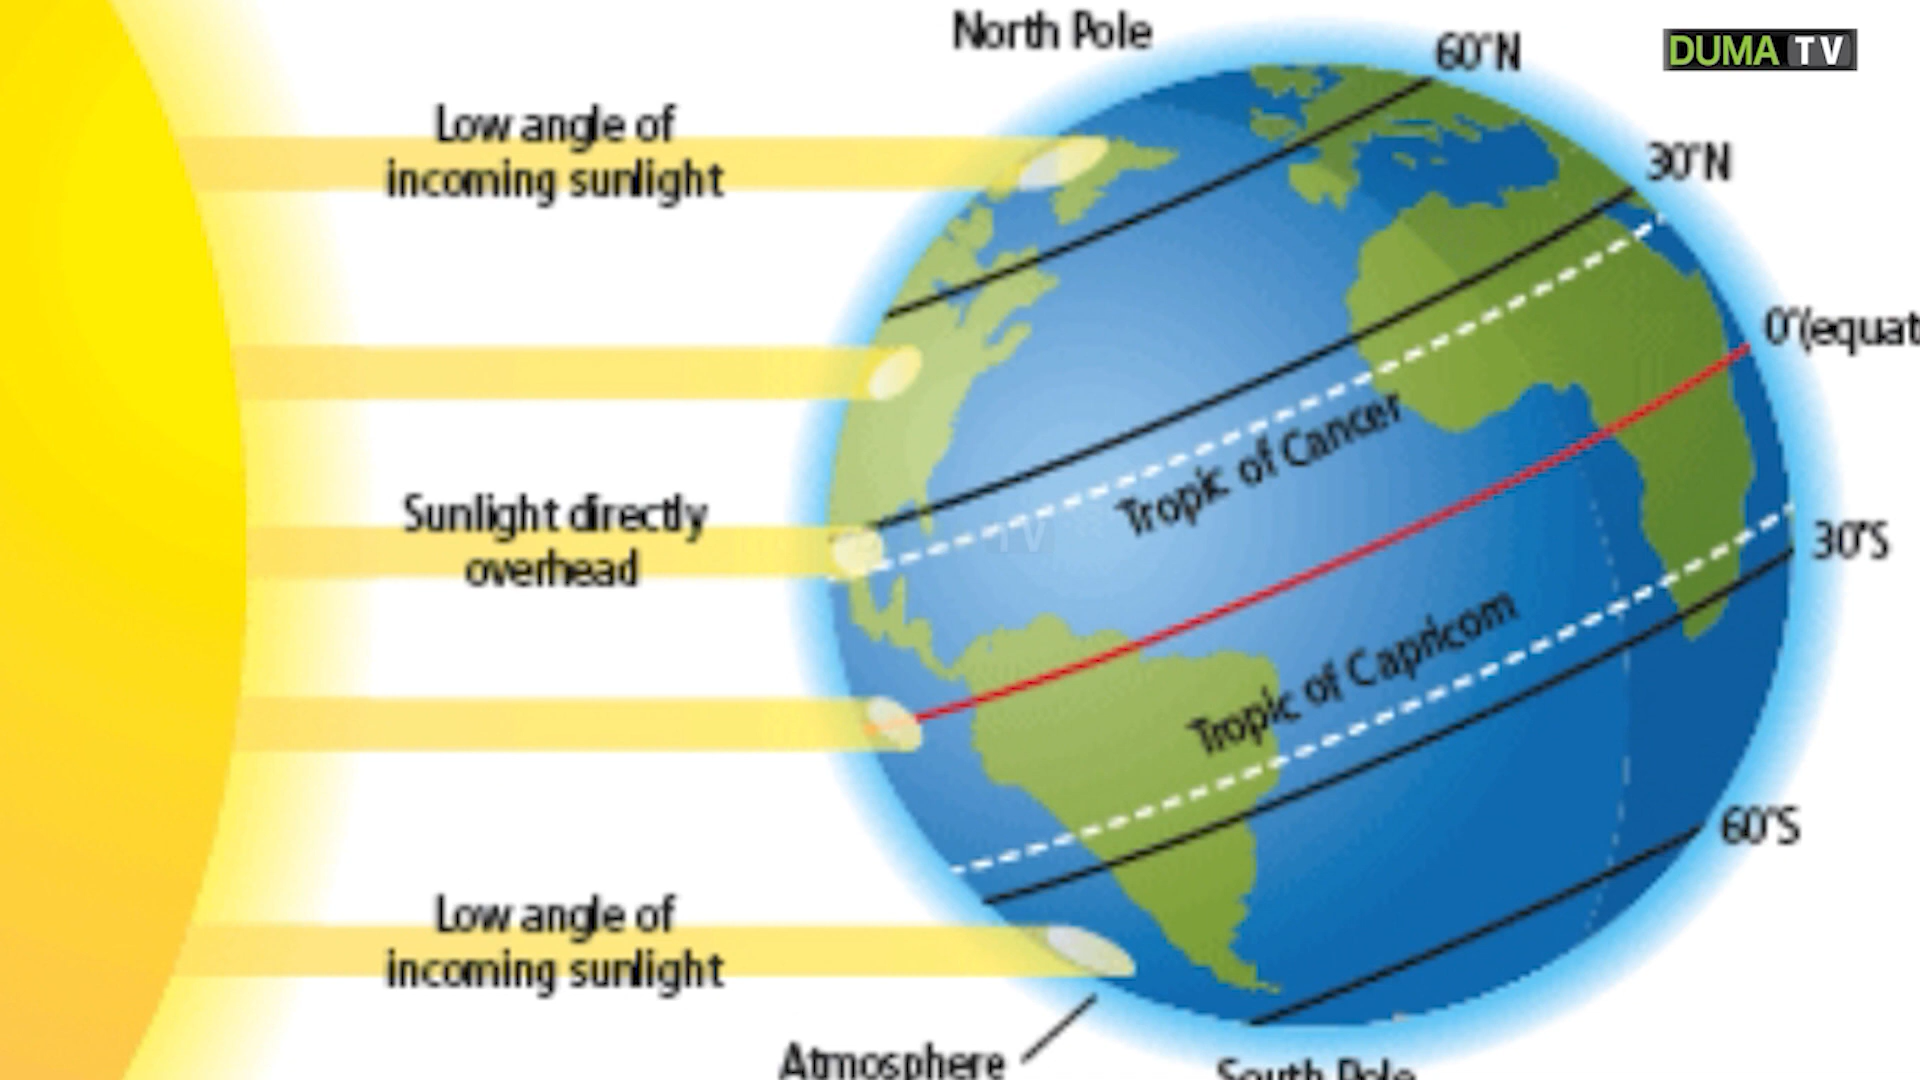 North Pole
60°N
DUMA TV
Low angle of
incoming sunlight
30°N
0°(equat
Tropic of Cancer
Sunlight directly
overhead
TV
30°S
Tropic of Capricorn
60°S
Low angle of
incoming sunlight
Atmosphere
South Pole